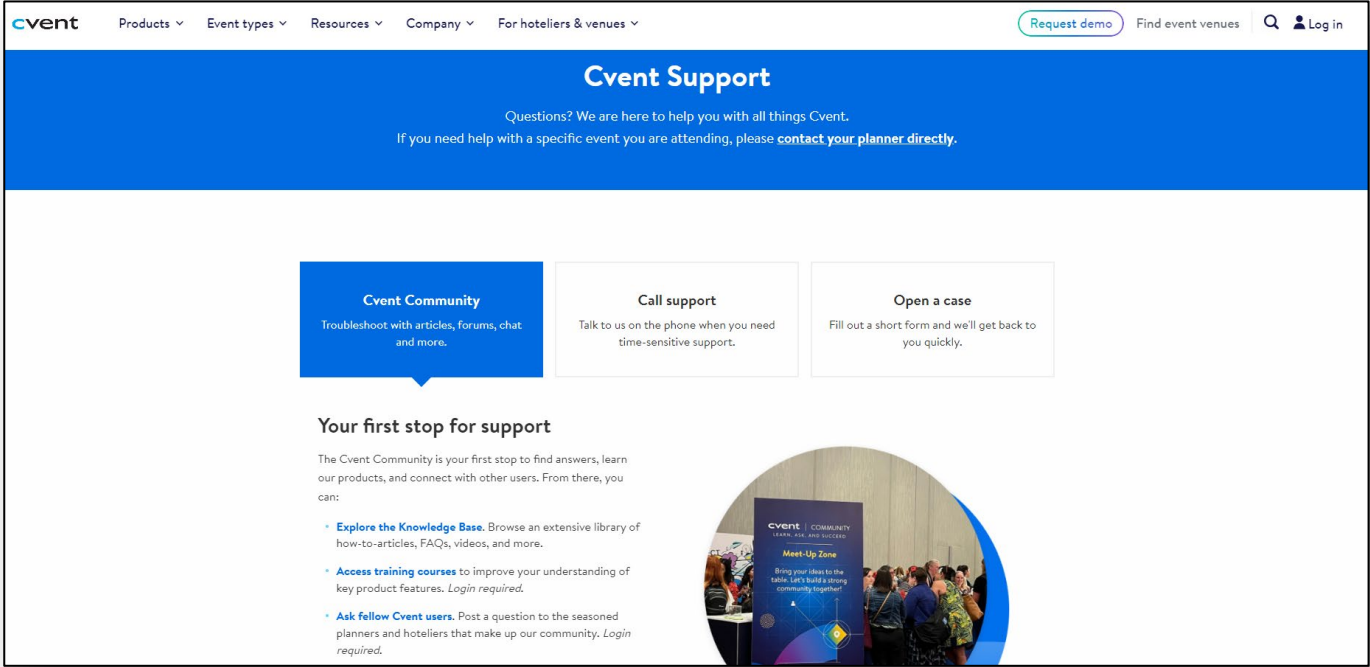 cvent
Products
Event types
Resources
Company
For hoteliers & venues
Request demo
Find event venues
Log in
Cvent Support
Questions? We are here to help you with all things Cvent.
If you need help with a specific event you are attending, please contact your planner directly.
Cvent Community
Troubleshoot with articles, forums, chat
and more.
Call support
Talk to us on the phone when you need
time-sensitive support.
Open a case
Fill out a short form and we'll get back to
you quickly.
Your first stop for support
The Cvent Community is your first stop to find answers, learn
our products, and connect with other users. From there, you
can:
Explore the Knowledge Base. Browse an extensive library of
how-to-articles, FAQs, videos, and more.
Access training courses to improve your understanding of
key product features. Login required.
Ask fellow Cvent users. Post a question to the seasoned
planners and hoteliers that make up our community. Login
required.
cvent | COMMUNITY
LEARN, ASK, AND SUCCEED
Meet-Up Zone
Bring your ideas to the
table. Let's build a strong
community together!